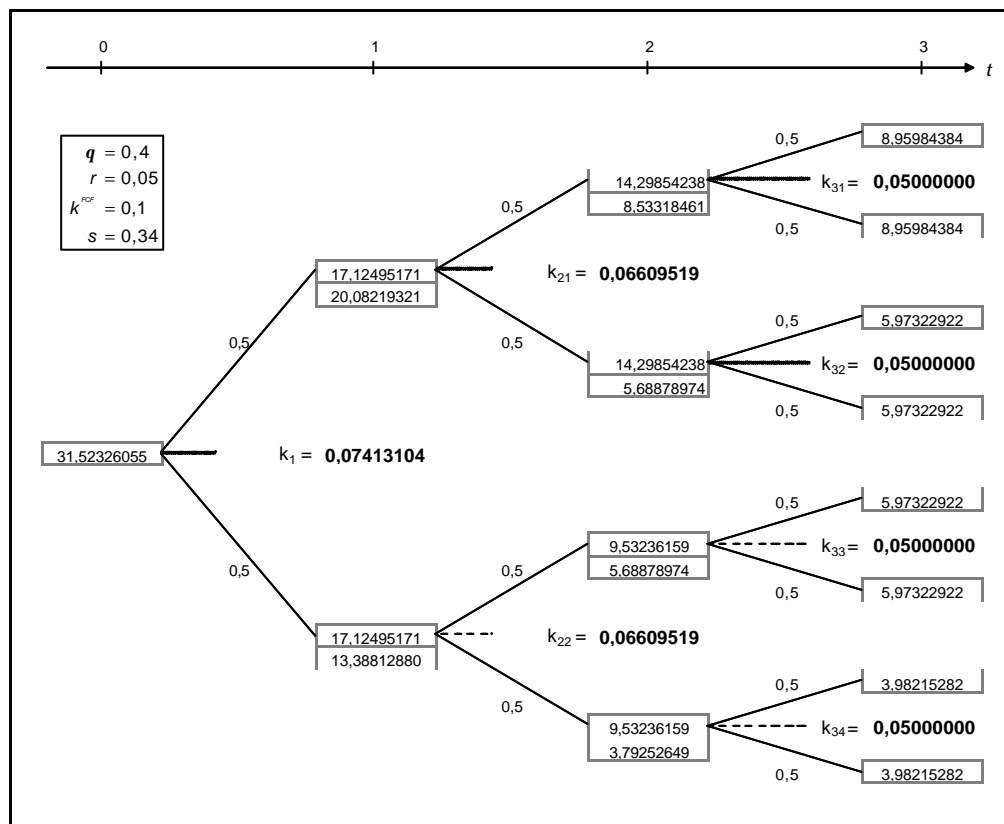 0 1 2 3
t
q = 0,4
r = 0,05
k^FCF = 0,1
s = 0,34
0,5
8,95984384
14,29854238
8,53318461
k31= 0,05000000
0,5
0,5
8,95984384
17,12495171
20,08219321
k21= 0,06609519
0,5
5,97322922
0,5
0,5
14,29854238
5,68878974
k32= 0,05000000
0,5
5,97322922
31,52326055
k1= 0,07413104
0,5
5,97322922
0,5
0,5
9,53236159
5,68878974
k33= 0,05000000
0,5
5,97322922
17,12495171
13,38812880
k22= 0,06609519
0,5
3,98215282
0,5
9,53236159
3,79252649
k34= 0,05000000
0,5
3,98215282